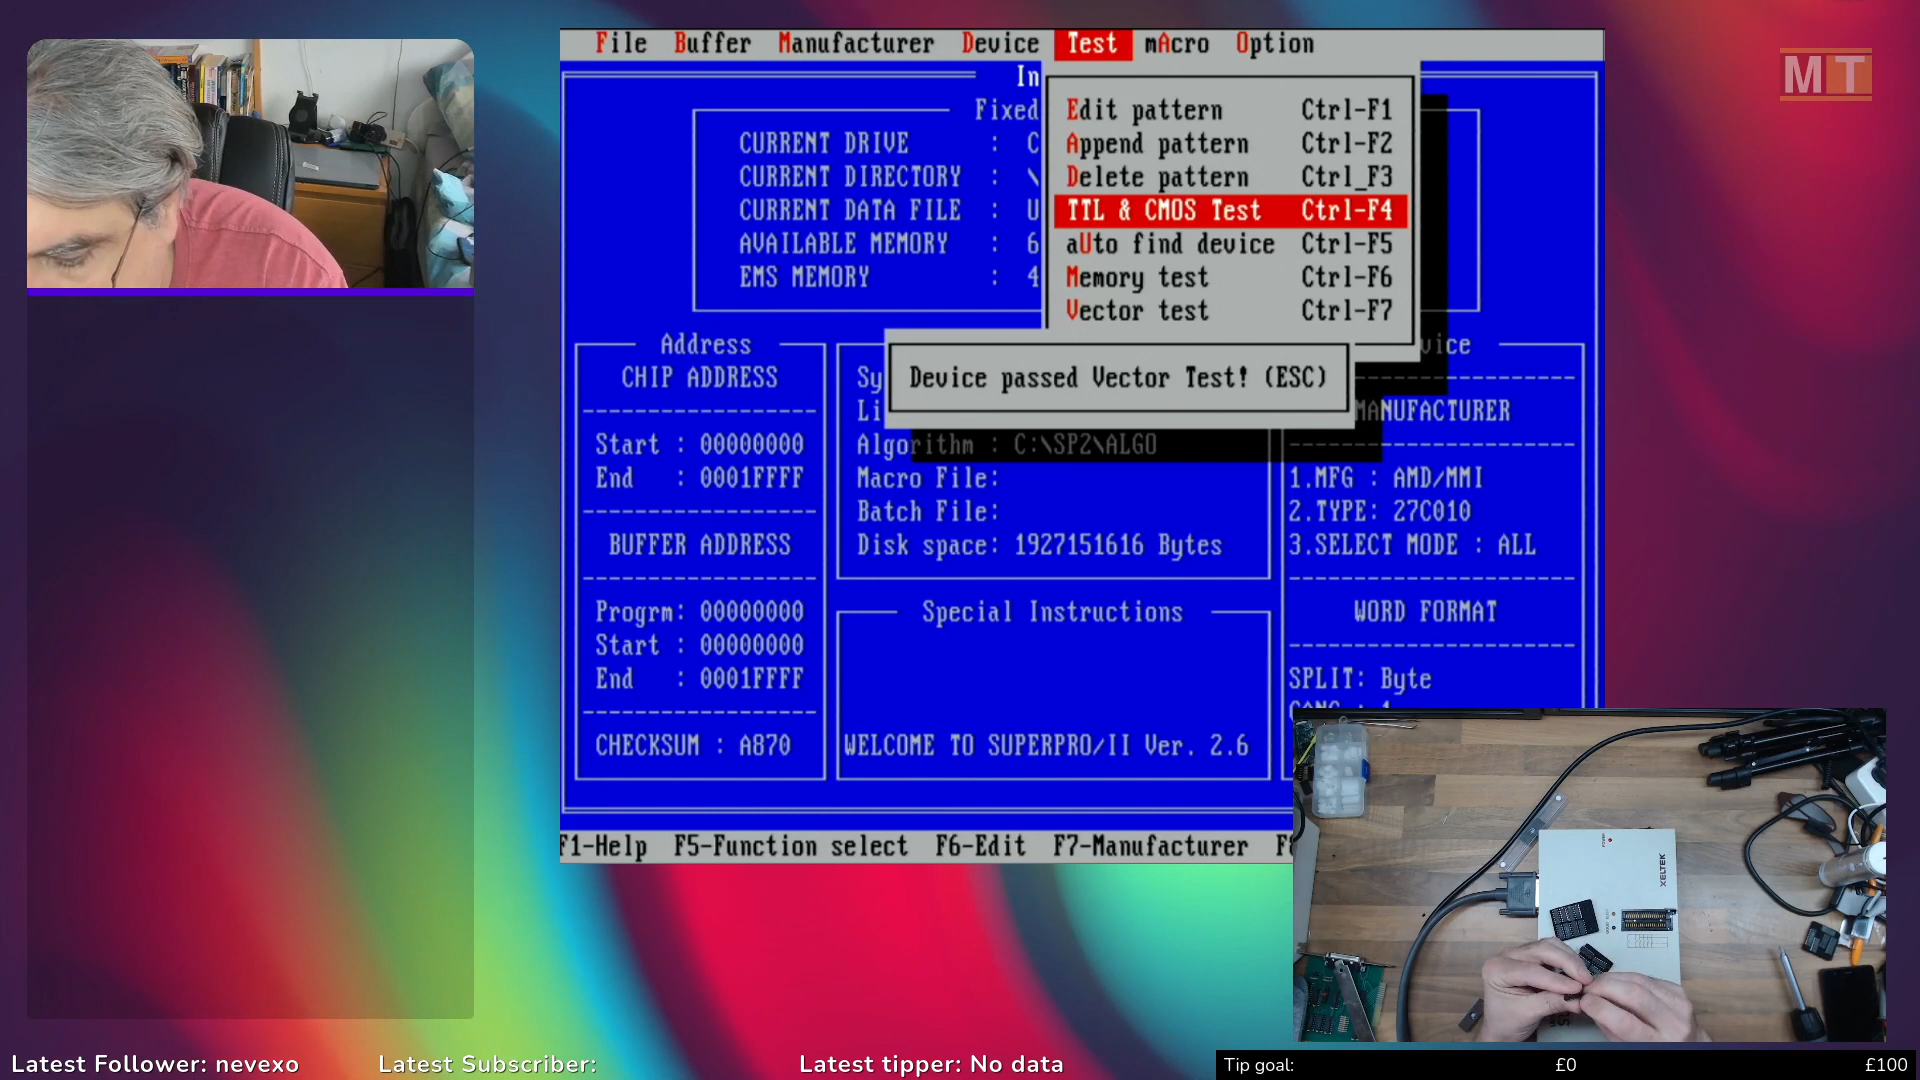 File Buffer Manufacturer Device Test mAcro Option
In
Fixed
CURRENT DRIVE : C
CURRENT DIRECTORY : \
CURRENT DATA FILE : U
AVAILABLE MEMORY : 6
EMS MEMORY : 4
Edit pattern Ctrl-F1
Append pattern Ctrl-F2
Delete pattern Ctrl_F3
TTL & CMOS Test Ctrl-F4
aUto find device Ctrl-F5
Memory test Ctrl-F6
Vector test Ctrl-F7
Device passed Vector Test! (ESC)
Address
CHIP ADDRESS
Start : 00000000
End : 0001FFFF
BUFFER ADDRESS
Progrm: 00000000
Start : 00000000
End : 0001FFFF
CHECKSUM : A870
Sy
Li
Algorithm : C:\SP2\ALGO
Macro File:
Batch File:
Disk space: 1927151616 Bytes
Special Instructions
WELCOME TO SUPERPRO/II Ver. 2.6
vice
MANUFACTURER
1.MFG : AMD/MMI
2.TYPE: 27C010
3.SELECT MODE : ALL
WORD FORMAT
SPLIT: Byte
F1-Help F5-Function select F6-Edit F7-Manufacturer
MT
XELTEK
Latest Follower: nevexo
Latest Subscriber:
Latest tipper: No data
Tip goal: £0 £100